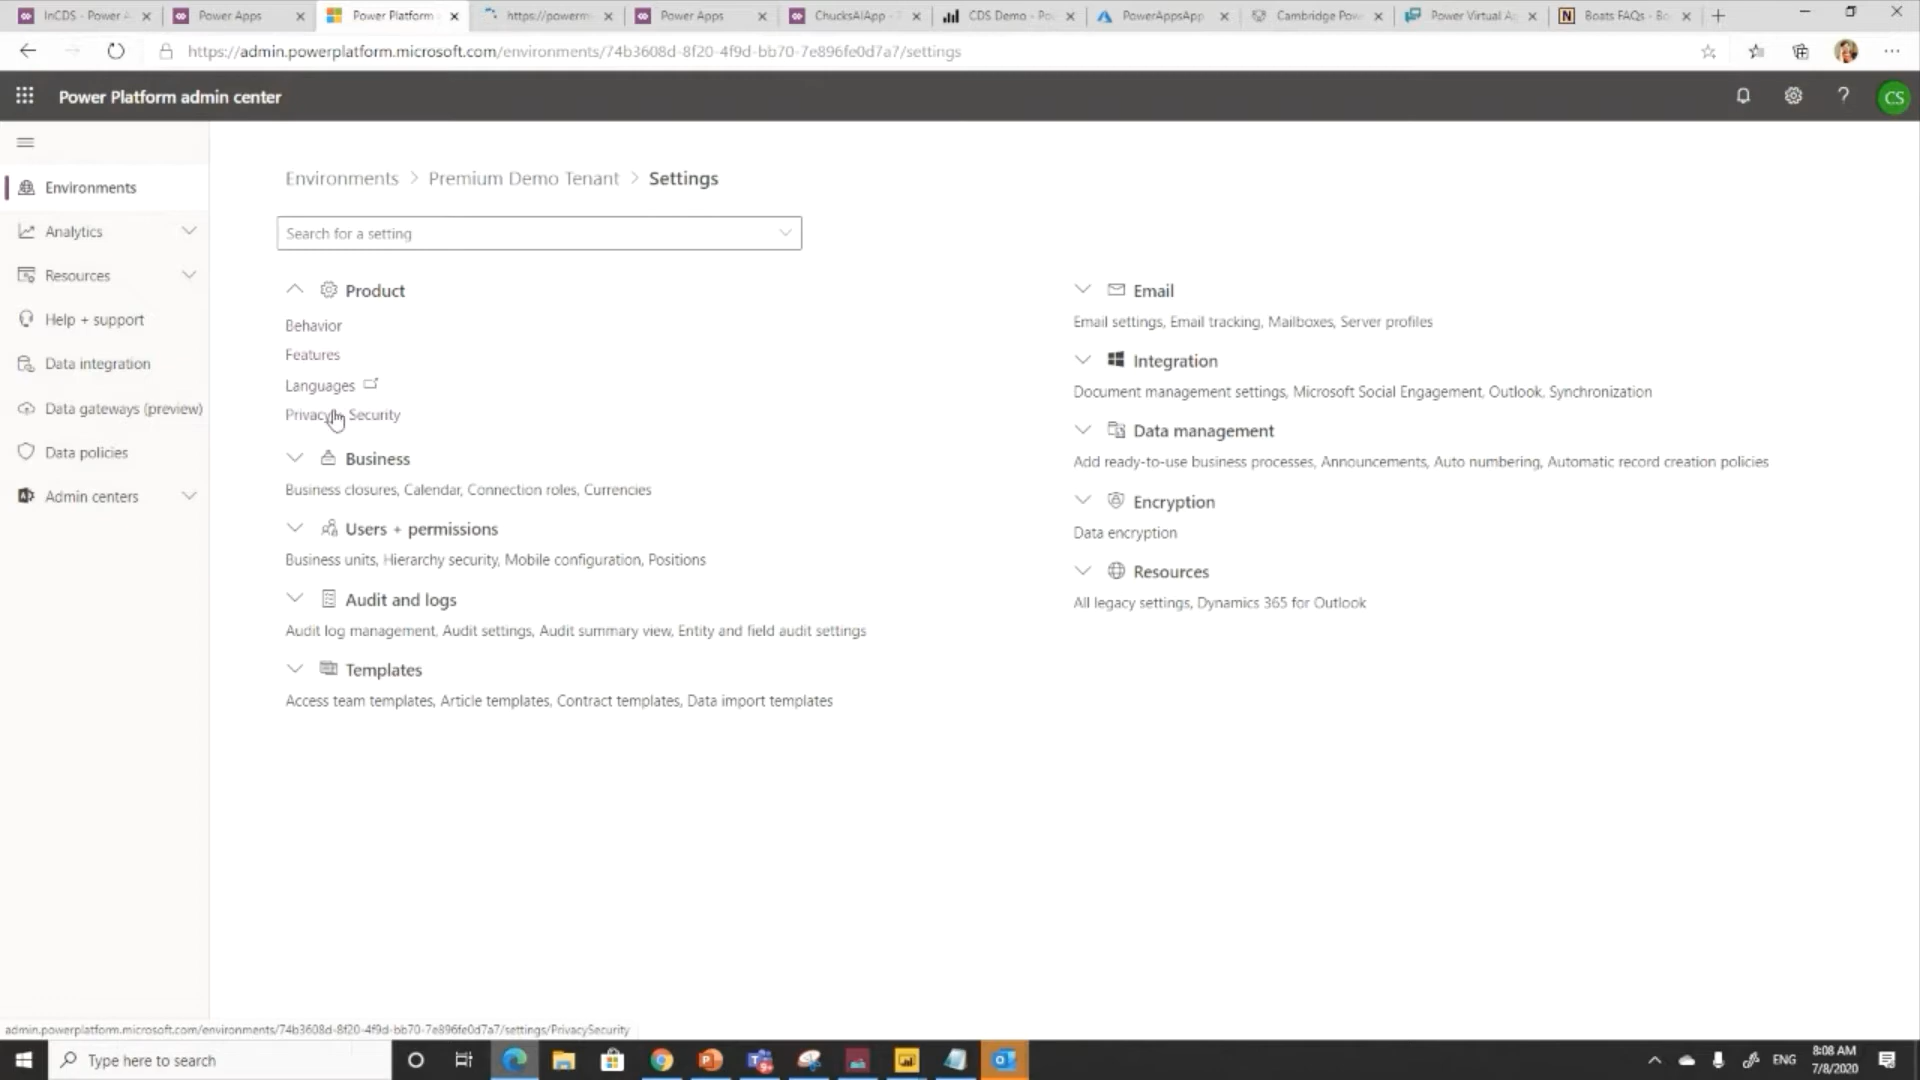 InCDS - Power A
Power Apps
Power Platform
https://powerm
Power Apps
ChucksAIApp -
CDS Demo - Po
PowerAppsApp
Cambridge Pow
Power Virtual A
Boats FAQs - Bo
https://admin.powerplatform.microsoft.com/environments/74b3608d-8f20-4f9d-bb70-7e896fe0d7a7/settings
Power Platform admin center
CS
Environments
Analytics
Resources
Help + support
Data integration
Data gateways (preview)
Data policies
Admin centers
Environments > Premium Demo Tenant > Settings
Search for a setting
Product
Behavior
Features
Languages
Privacy Security
Business
Business closures, Calendar, Connection roles, Currencies
Users + permissions
Business units, Hierarchy security, Mobile configuration, Positions
Audit and logs
Audit log management, Audit settings, Audit summary view, Entity and field audit settings
Templates
Access team templates, Article templates, Contract templates, Data import templates
Email
Email settings, Email tracking, Mailboxes, Server profiles
Integration
Document management settings, Microsoft Social Engagement, Outlook, Synchronization
Data management
Add ready-to-use business processes, Announcements, Auto numbering, Automatic record creation policies
Encryption
Data encryption
Resources
All legacy settings, Dynamics 365 for Outlook
admin.powerplatform.microsoft.com/environments/74b3608d-8f20-4f9d-bb70-7e896fe0d7a7/settings/PrivacySecurity
Type here to search
ENG
8:08 AM
7/8/2020